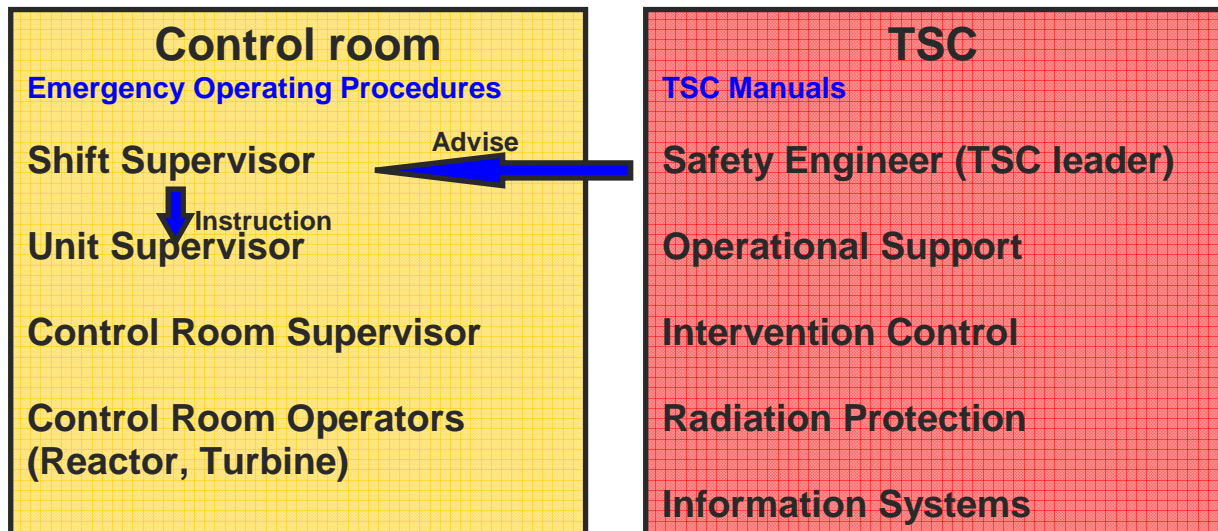 Control room
Emergency Operating Procedures
Shift Supervisor
Instruction
Unit Supervisor
Control Room Supervisor
Control Room Operators
(Reactor, Turbine)
Advise
TSC
TSC Manuals
Safety Engineer (TSC leader)
Operational Support
Intervention Control
Radiation Protection
Information Systems